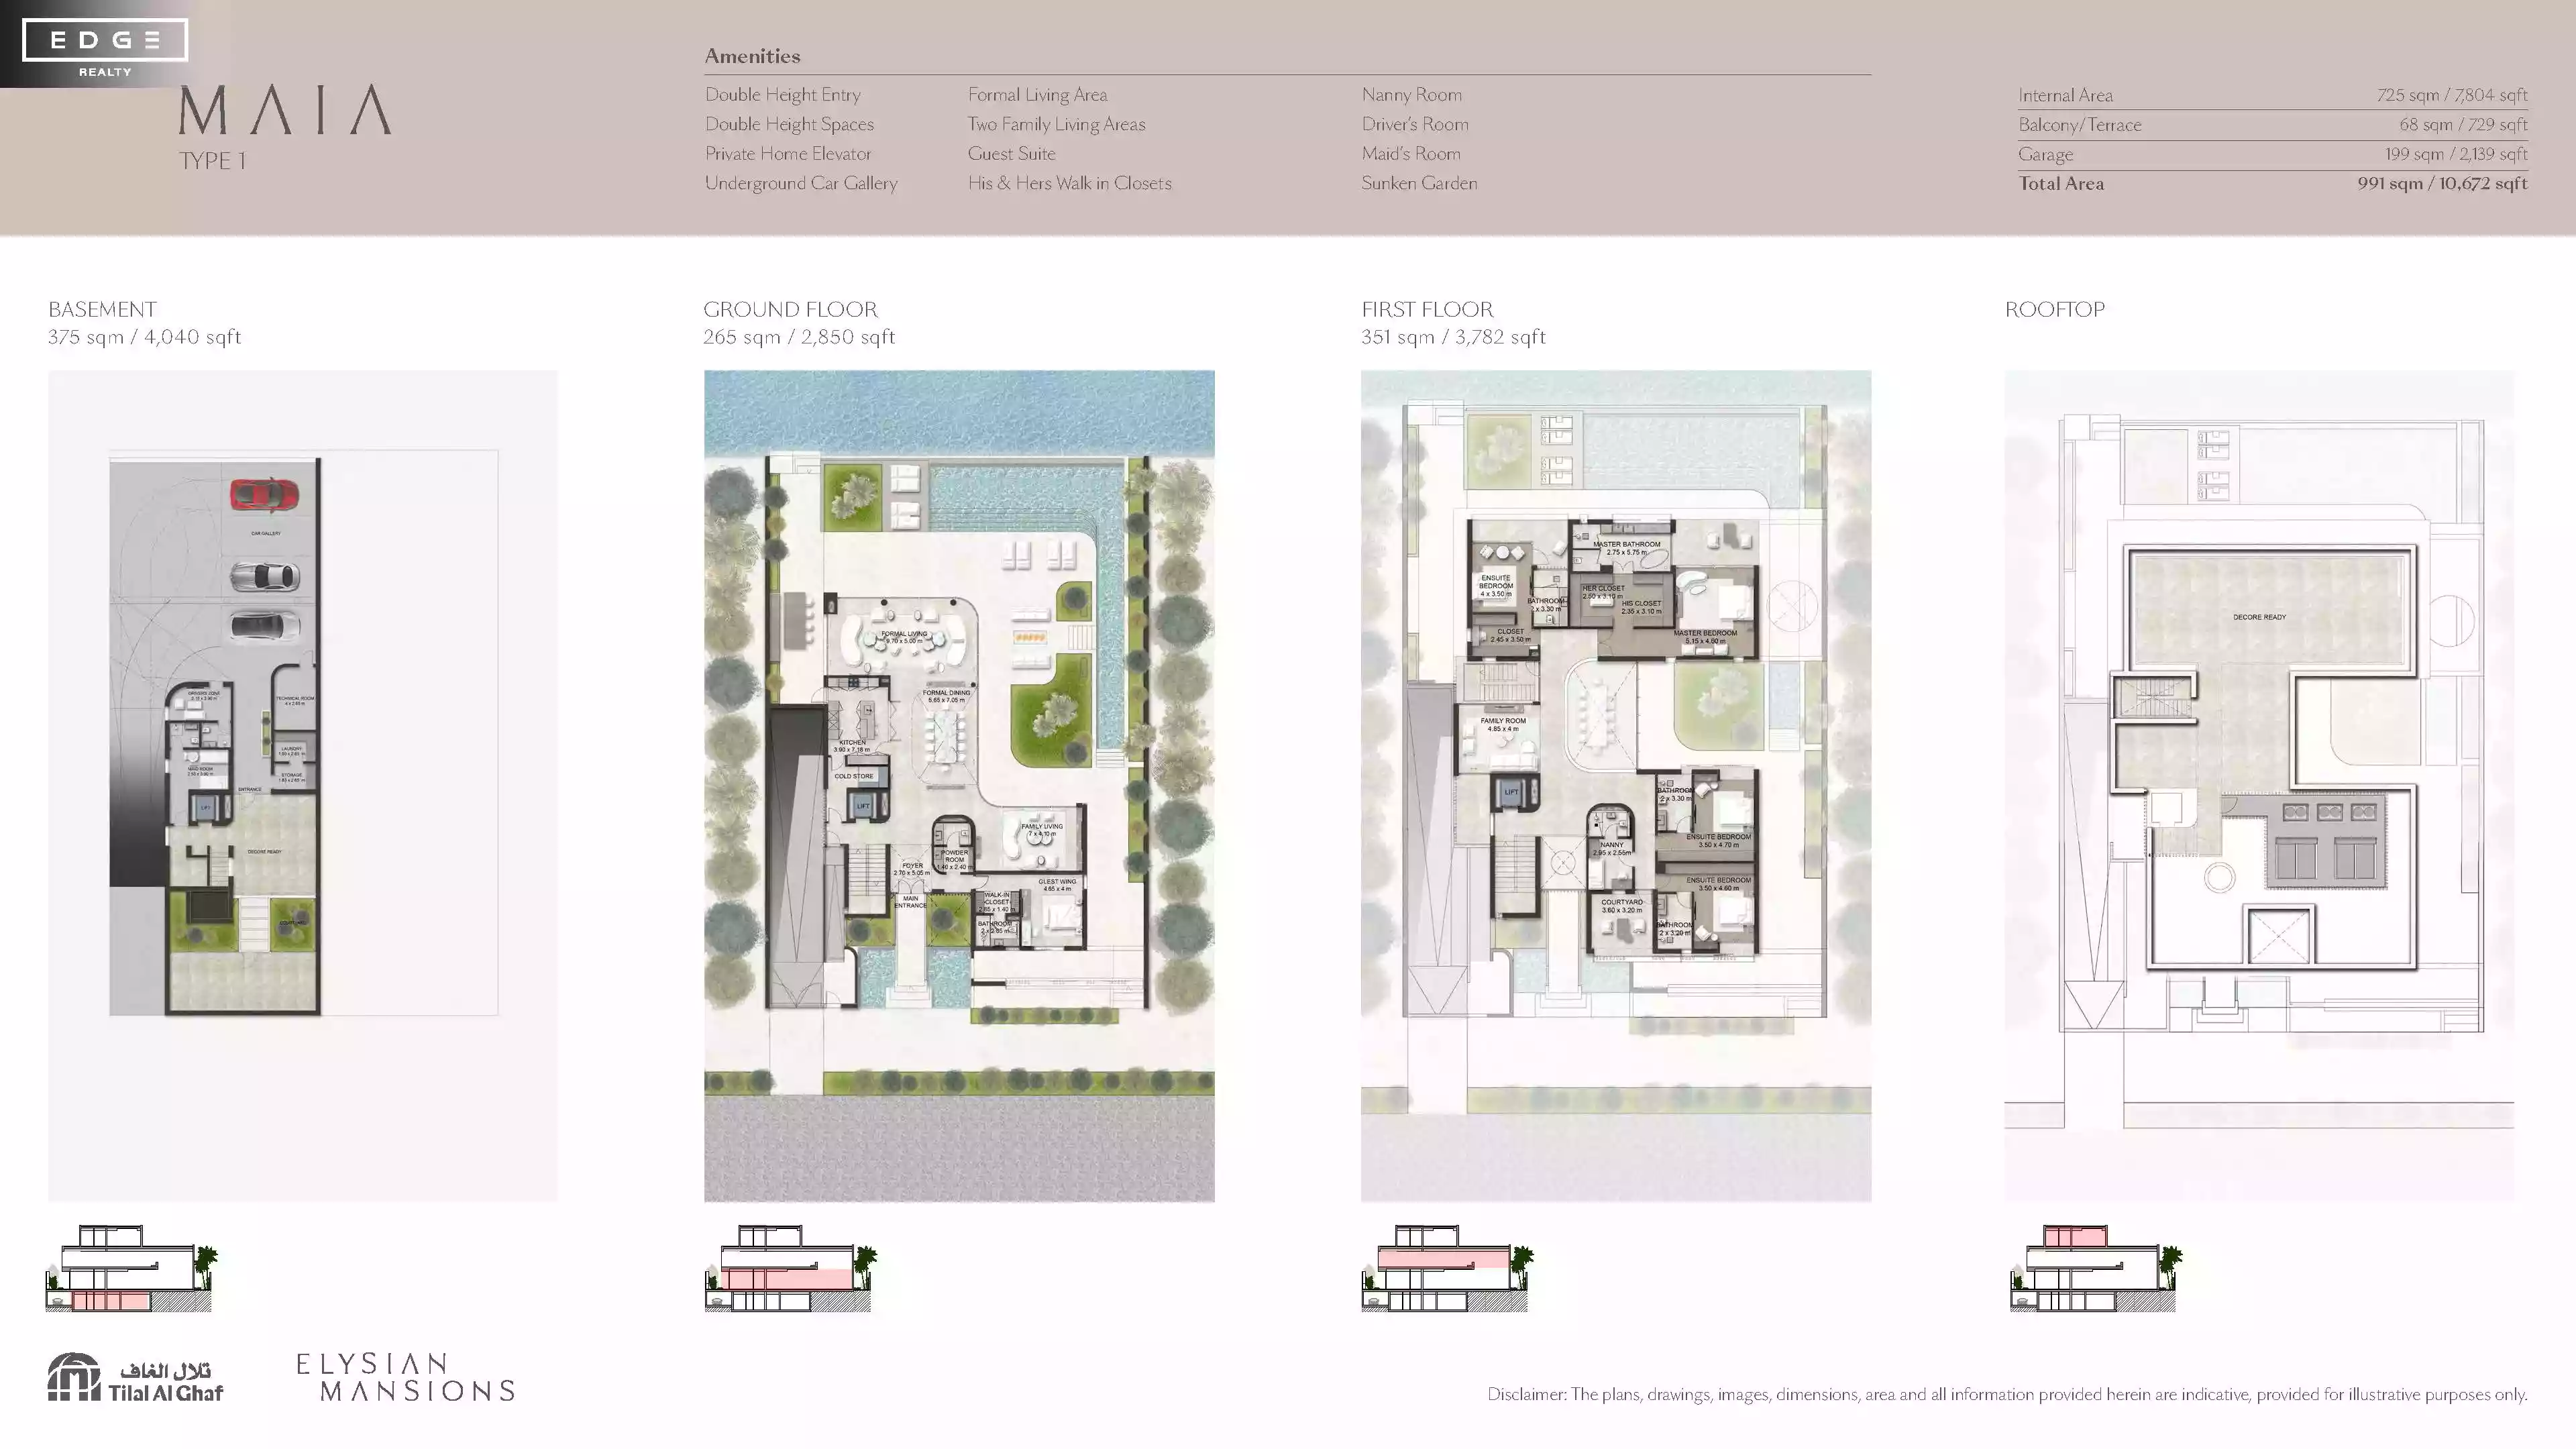 EDGE
REALTY
MAIA
TYPE 1
Amenities
Double Height Entry
Double Height Spaces
Private Home Elevator
Underground Car Gallery
Formal Living Area
Two Family Living Areas
Guest Suite
His & Hers Walk in Closets
Nanny Room
Driver's Room
Maid's Room
Sunken Garden
Internal Area 725 sqm / 7,804 sqft
Balcony/Terrace 68 sqm / 729 sqft
Garage 199 sqm / 2,139 sqft
Total Area 991 sqm / 10,672 sqft
BASEMENT
375 sqm / 4,040 sqft
CAR GALLERY
TECHNICAL ROOM
LAUNDRY
STORAGE
ENTRANCE
LIFT
DECORE READY
GROUND FLOOR
265 sqm / 2,850 sqft
FORMAL LIVING
9.70 x 5.00 m
FORMAL DINING
5.65 x 7.05 m
KITCHEN
3.90 x 7.18 m
COLD STORE
LIFT
FAMILY LIVING
7 x 4.10 m
POWDER
ROOM
1.40 x 2.40 m
FOYER
2.70 x 5.05 m
MAIN
ENTRANCE
GUEST WING
4.65 x 4 m
WALK-IN
CLOSET
2.65 x 1.40 m
BATHROOM
FIRST FLOOR
351 sqm / 3,782 sqft
MASTER BATHROOM
2.75 x 5.75 m
ENSUITE
BEDROOM
4 x 3.50 m
BATHROOM
2 x 3.30 m
HER CLOSET
2.50 x 3.10 m
HIS CLOSET
2.35 x 3.10 m
CLOSET
2.45 x 3.50 m
MASTER BEDROOM
5.15 x 4.60 m
FAMILY ROOM
4.85 x 4 m
LIFT
BATHROOM
2 x 3.30 m
ENSUITE BEDROOM
3.50 x 4.70 m
NANNY
2.95 x 2.55m
ENSUITE BEDROOM
3.50 x 4.60 m
COURTYARD
3.60 x 3.20 m
BATHROOM
2 x 3.20 m
ROOFTOP
DECORE READY
تلال الغاف
Tilal Al Ghaf
ELYSIAN
MANSIONS
Disclaimer: The plans, drawings, images, dimensions, area and all information provided herein are indicative, provided for illustrative purposes only.